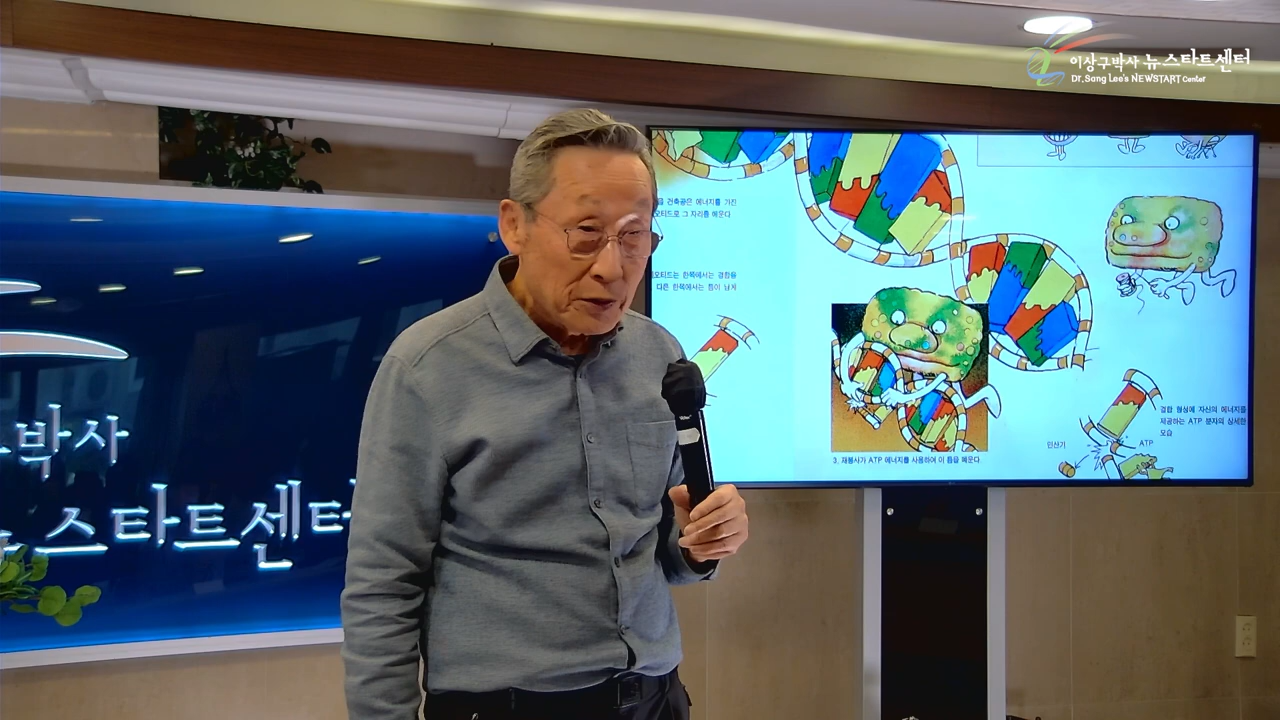 이상구박사 뉴스타트센터
Dr. Sang Lee's NEWSTART Center
건축광은 에너지를 가진
오티드로 그 자리를 메운다
오티드는 한쪽에서는 결합을
다른 한쪽에서는 틈이 남게
3. 재봉사가 ATP 에너지를 사용하여 이 틈을 메운다
결합 형성에 자신의 에너지를
제공하는 ATP 분자의 상세한
모습
인산기
ATP
박사
스타트센터